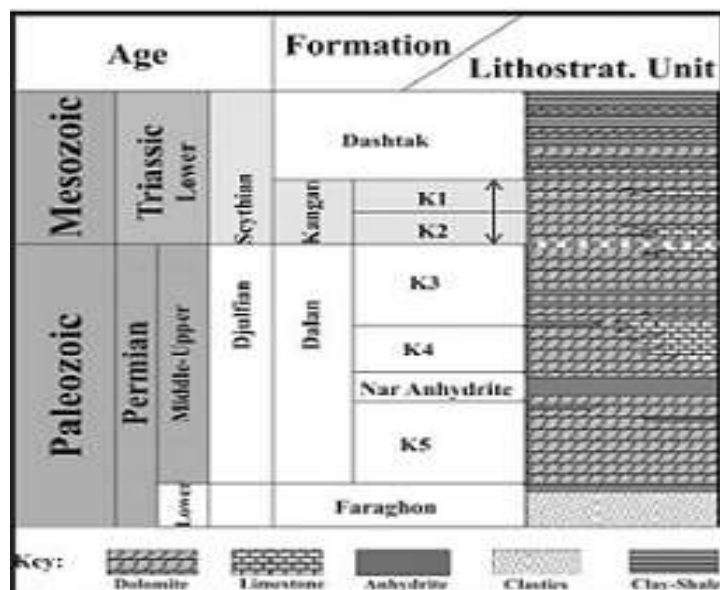 Age
Formation
Lithostrat. Unit
Mesozoic
Triassic
Lower
Scythian
Dashtak
Kangan
K1
K2
Paleozoic
Permian
Middle-Upper
Djulfian
Dalan
K3
K4
Nar Anhydrite
K5
Lower
Faraghon
Key:
Dolomite
Limestone
Anhydrite
Clastics
Clay-Shale